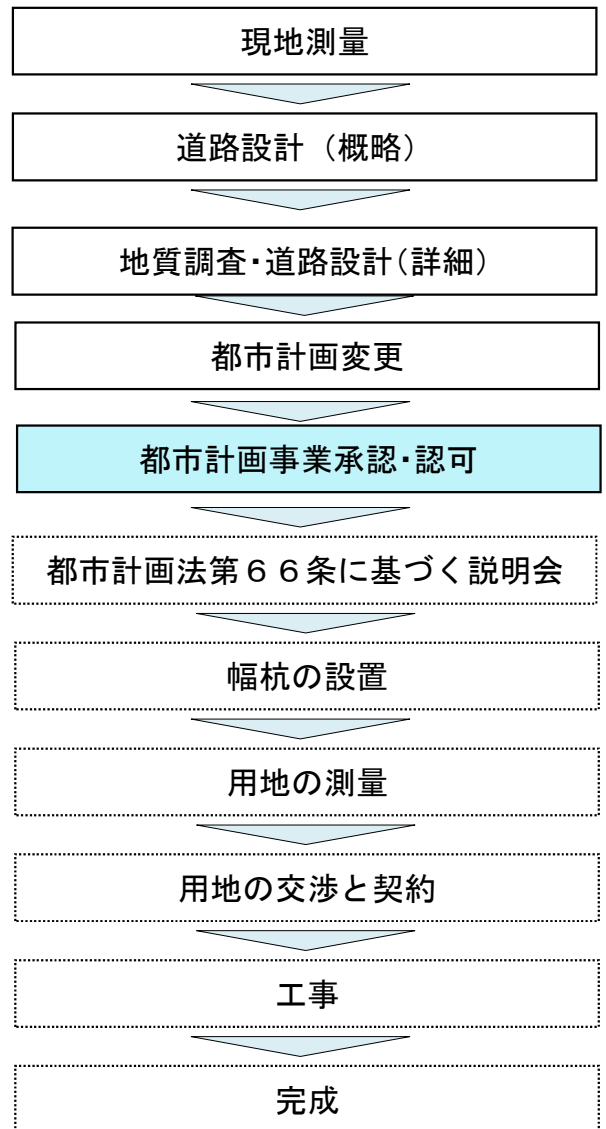 現地測量
道路設計（概略）
地質調査・道路設計（詳細）
都市計画変更
都市計画事業承認・認可
都市計画法第６６条に基づく説明会
幅杭の設置
用地の測量
用地の交渉と契約
工事
完成